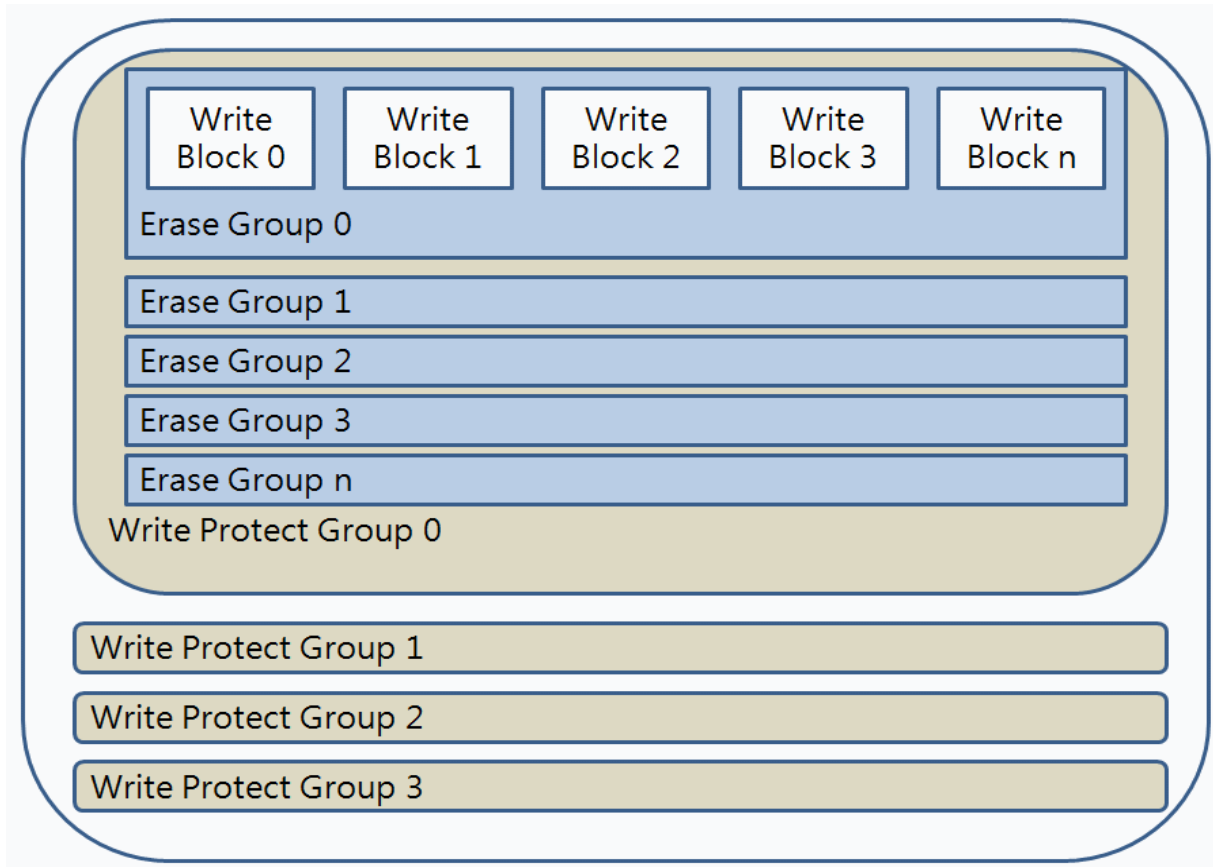 Write
Block 0
Write
Block 1
Write
Block 2
Write
Block 3
Write
Block n
Erase Group 0
Erase Group 1
Erase Group 2
Erase Group 3
Erase Group n
Write Protect Group 0
Write Protect Group 1
Write Protect Group 2
Write Protect Group 3